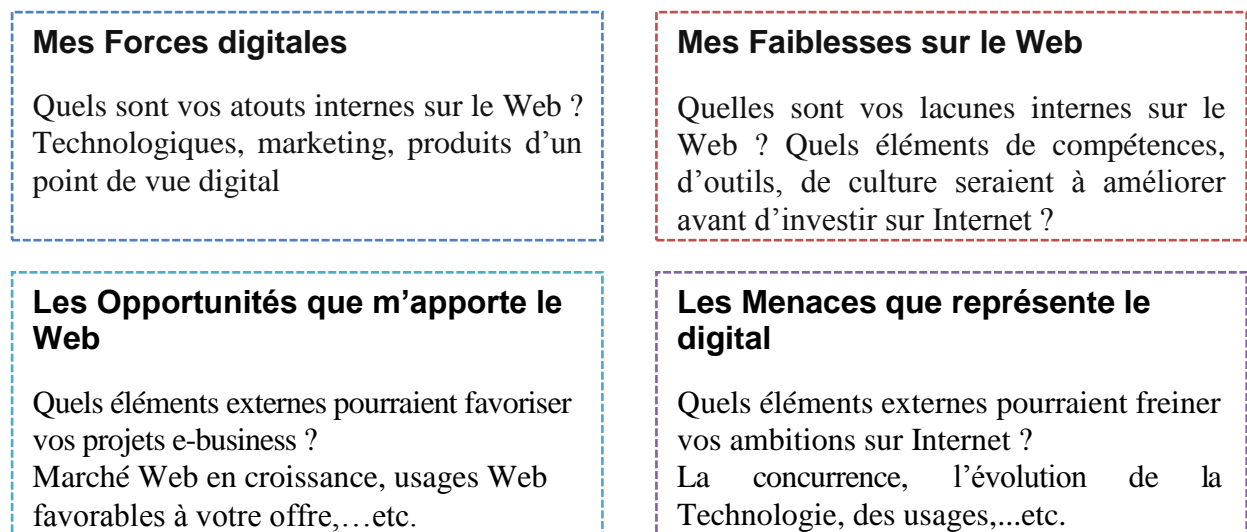 Mes Forces digitales
Quels sont vos atouts internes sur le Web ?
Technologiques, marketing, produits d’un
point de vue digital
Mes Faiblesses sur le Web
Quelles sont vos lacunes internes sur le
Web ? Quels éléments de compétences,
d’outils, de culture seraient à améliorer
avant d’investir sur Internet ?
Les Opportunités que m’apporte le
Web
Quels éléments externes pourraient favoriser
vos projets e-business ?
Marché Web en croissance, usages Web
favorables à votre offre,…etc.
Les Menaces que représente le
digital
Quels éléments externes pourraient freiner
vos ambitions sur Internet ?
La concurrence, l’évolution de la
Technologie, des usages,...etc.